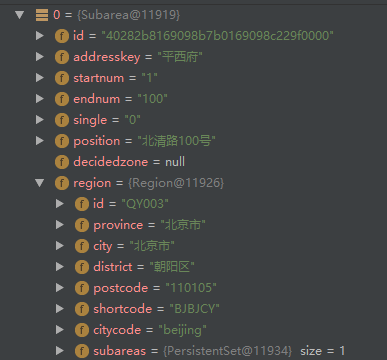 0 = {Subarea@11919}
f id = "40282b8169098b7b0169098c229f0000"
f addresskey = "平西府"
f startnum = "1"
f endnum = "100"
f single = "0"
f position = "北清路100号"
f decidedzone = null
f region = {Region@11926}
f id = "QY003"
f province = "北京市"
f city = "北京市"
f district = "朝阳区"
f postcode = "110105"
f shortcode = "BJBJCY"
f citycode = "beijing"
f subareas = {PersistentSet@11934} size = 1